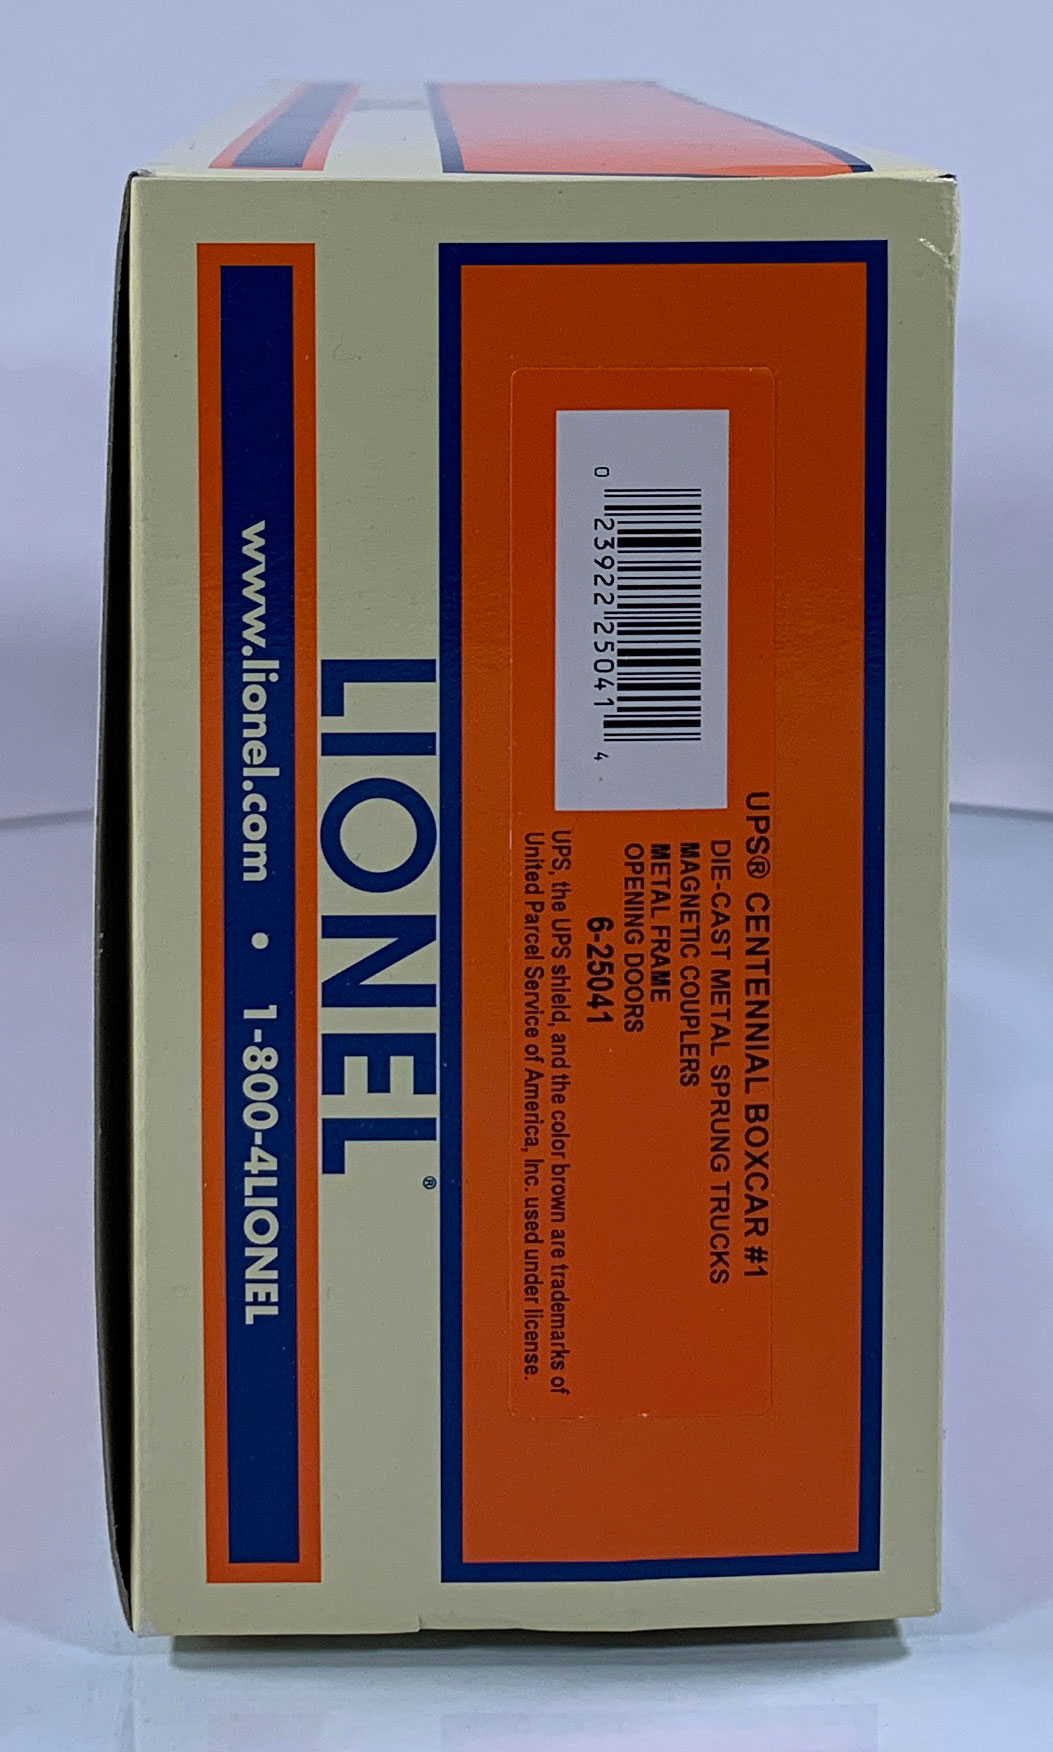 UPS® CENTENNIAL BOXCAR #1
DIE-CAST METAL SPRUNG TRUCKS
MAGNETIC COUPLERS
METAL FRAME
OPENING DOORS
6-25041
UPS, the UPS shield, and the color brown are trademarks of
United Parcel Service of America, Inc. used under license.
0 23922 25041 4
LIONEL®
www.lionel.com • 1-800-4LIONEL